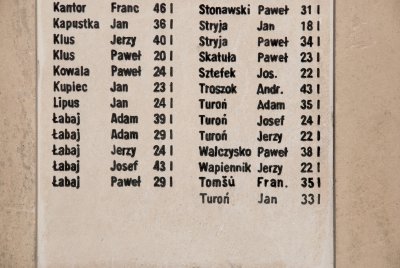 Kantor Franc 46 l
Kapustka Jan 36 l
Klus Jerzy 40 l
Klus Paweł 20 l
Kowala Paweł 24 l
Kupiec Jan 23 l
Lipus Jan 24 l
Łabaj Adam 39 l
Łabaj Adam 29 l
Łabaj Jerzy 24 l
Łabaj Josef 43 l
Łabaj Paweł 29 l
Stonawski Paweł 31 l
Stryja Jan 18 l
Stryja Paweł 34 l
Skatuła Paweł 23 l
Sztefek Jos. 22 l
Troszok Andr. 43 l
Turoń Adam 35 l
Turoń Josef 24 l
Turoń Jerzy 22 l
Walczysko Paweł 38 l
Wapiennik Jerzy 22 l
Tomšů Fran. 35 l
Turoń Jan 33 l